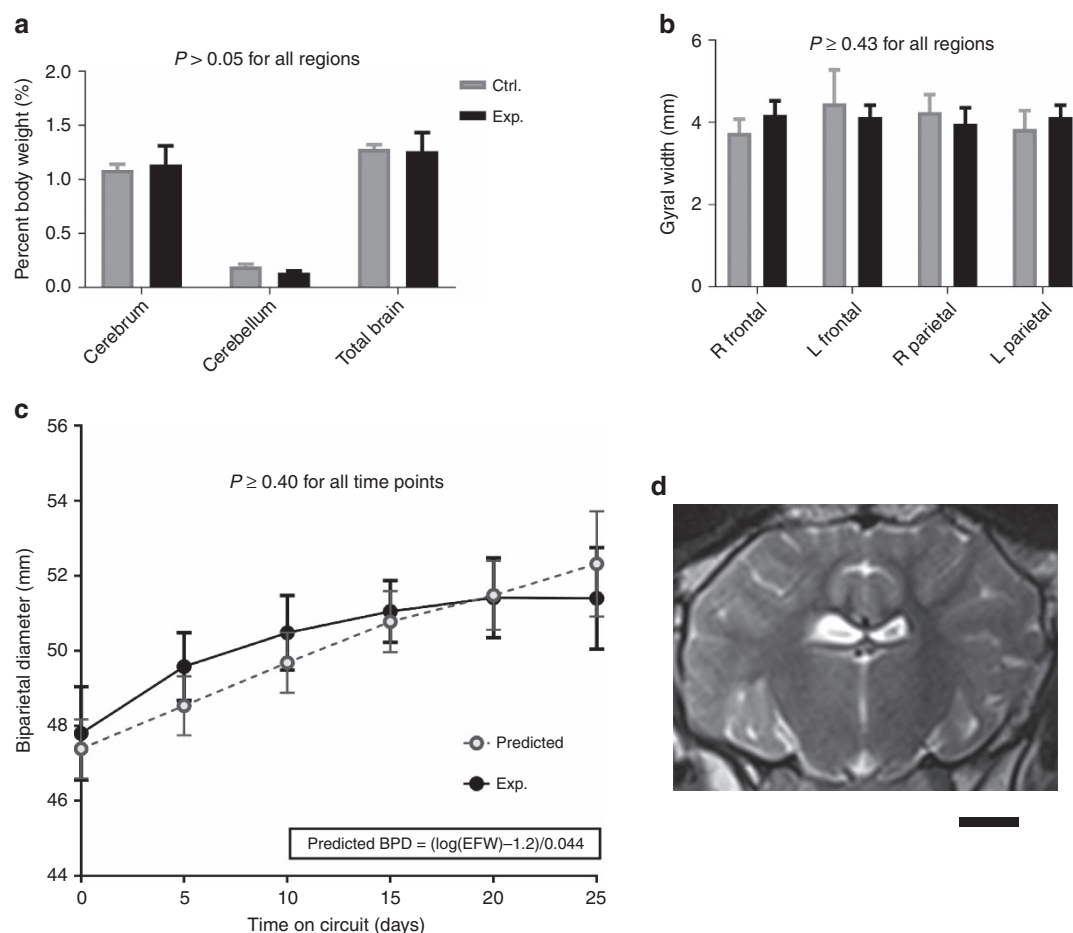 a
P > 0.05 for all regions
2.0
1.5
1.0
0.5
0.0
Percent body weight (%)
Ctrl.
Exp.
Cerebrum
Cerebellum
Total brain
b
P ≥ 0.43 for all regions
6
4
2
0
Gyral width (mm)
R frontal
L frontal
R parietal
L parietal
c
P ≥ 0.40 for all time points
56
54
52
50
48
46
44
Biparietal diameter (mm)
Predicted
Exp.
Predicted BPD = (log(EFW)–1.2)/0.044
0
5
10
15
20
25
Time on circuit (days)
d